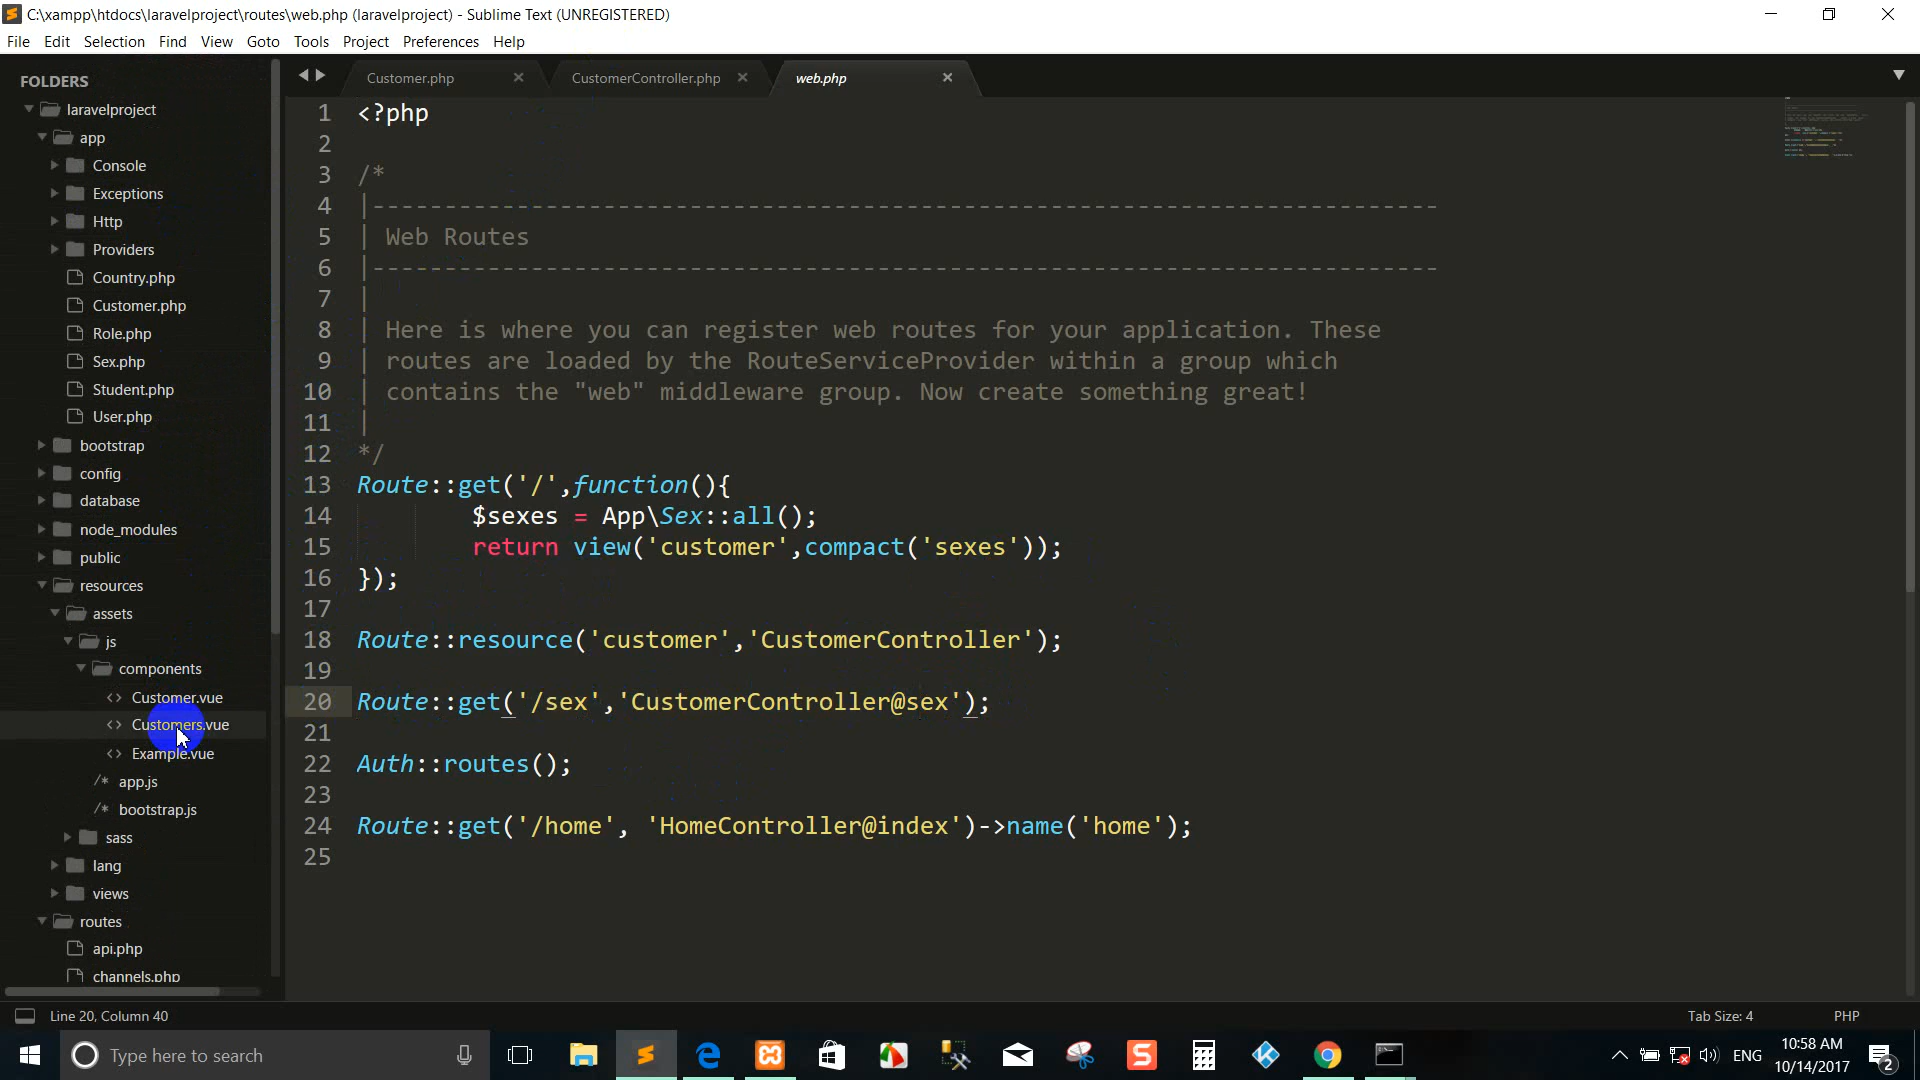 C:\xampp\htdocs\laravelproject\routes\web.php (laravelproject) - Sublime Text (UNREGISTERED)
File Edit Selection Find View Goto Tools Project Preferences Help
FOLDERS
laravelproject
app
Console
Exceptions
Http
Providers
Country.php
Customer.php
Role.php
Sex.php
Student.php
User.php
bootstrap
config
database
node_modules
public
resources
assets
js
components
<> Customer.vue
<> Customers.vue
<> Example.vue
/* app.js
/* bootstrap.js
sass
lang
views
routes
api.php
channels.php
Customer.php CustomerController.php web.php
1 <?php
2
3 /*
4 |--------------------------------------------------------------------------
5 | Web Routes
6 |--------------------------------------------------------------------------
7 |
8 | Here is where you can register web routes for your application. These
9 | routes are loaded by the RouteServiceProvider within a group which
10 | contains the "web" middleware group. Now create something great!
11 |
12 */
13 Route::get('/',function(){
14 $sexes = App\Sex::all();
15 return view('customer',compact('sexes'));
16 });
17
18 Route::resource('customer','CustomerController');
19
20 Route::get('/sex','CustomerController@sex');
21
22 Auth::routes();
23
24 Route::get('/home', 'HomeController@index')->name('home');
25
Line 20, Column 40
Tab Size: 4
PHP
Type here to search
ENG
10:58 AM
10/14/2017
2